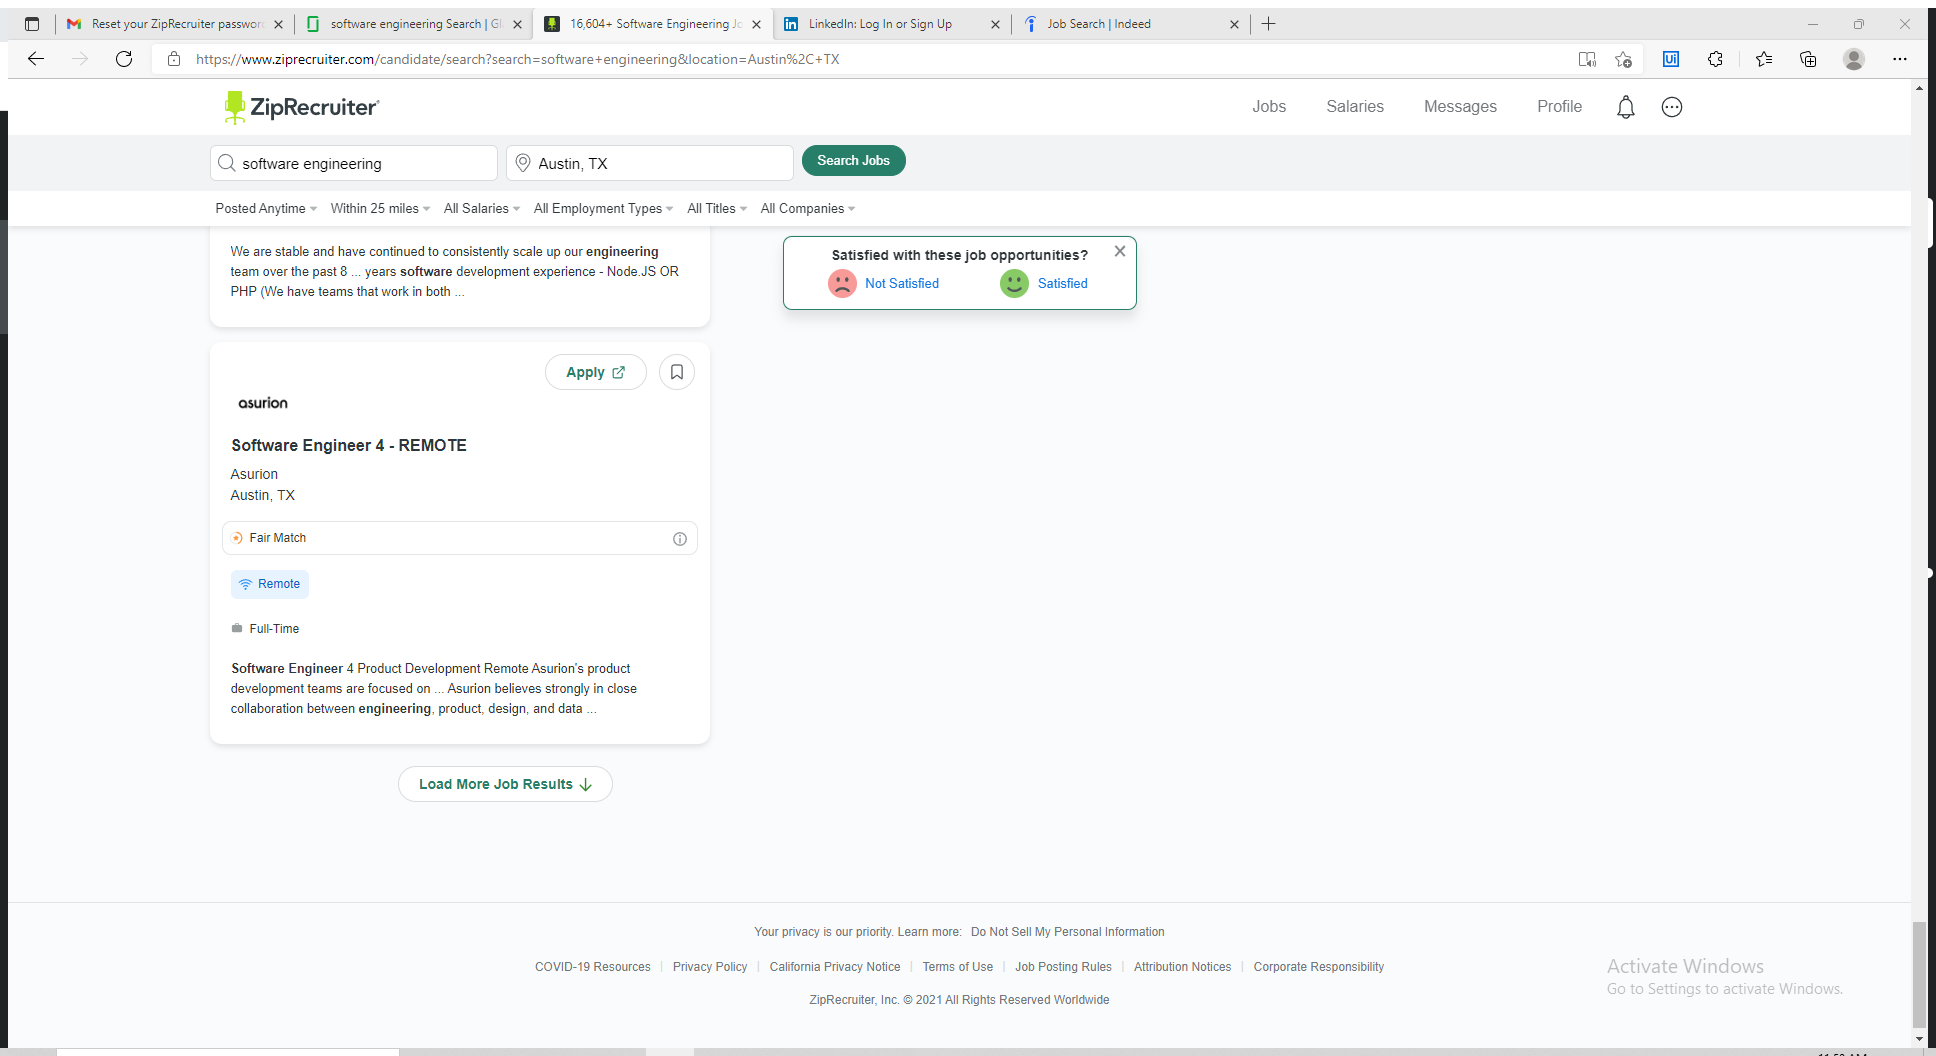 Reset your ZipRecruiter password
software engineering Search | Gl
16,604+ Software Engineering Jo
LinkedIn: Log In or Sign Up
Job Search | Indeed
https://www.ziprecruiter.com/candidate/search?search=software+engineering&location=Austin%2C+TX
ZipRecruiter
Jobs
Salaries
Messages
Profile
software engineering
Austin, TX
Search Jobs
Posted Anytime
Within 25 miles
All Salaries
All Employment Types
All Titles
All Companies
We are stable and have continued to consistently scale up our engineering
team over the past 8 ... years software development experience - Node.JS OR
PHP (We have teams that work in both ...
Satisfied with these job opportunities?
Not Satisfied
Satisfied
Apply
asurion
Software Engineer 4 - REMOTE
Asurion
Austin, TX
Fair Match
Remote
Full-Time
Software Engineer 4 Product Development Remote Asurion's product
development teams are focused on ... Asurion believes strongly in close
collaboration between engineering, product, design, and data ...
Load More Job Results
Your privacy is our priority. Learn more: Do Not Sell My Personal Information
COVID-19 Resources | Privacy Policy | California Privacy Notice | Terms of Use | Job Posting Rules | Attribution Notices | Corporate Responsibility
ZipRecruiter, Inc. © 2021 All Rights Reserved Worldwide
Activate Windows
Go to Settings to activate Windows.